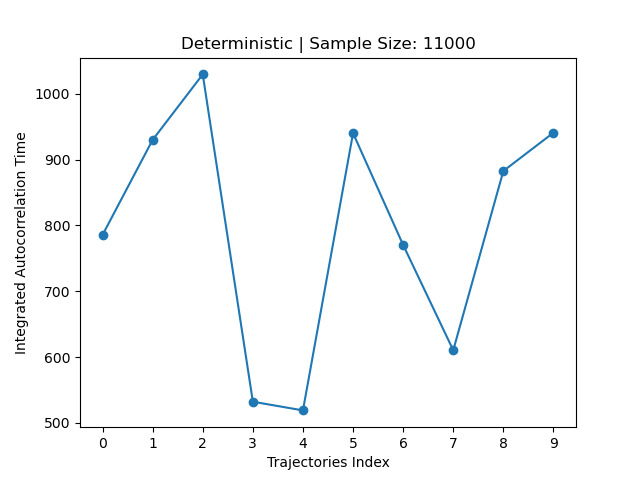 Deterministic | Sample Size: 11000
Integrated Autocorrelation Time
1000
900
800
700
600
500
0 1 2 3 4 5 6 7 8 9
Trajectories Index